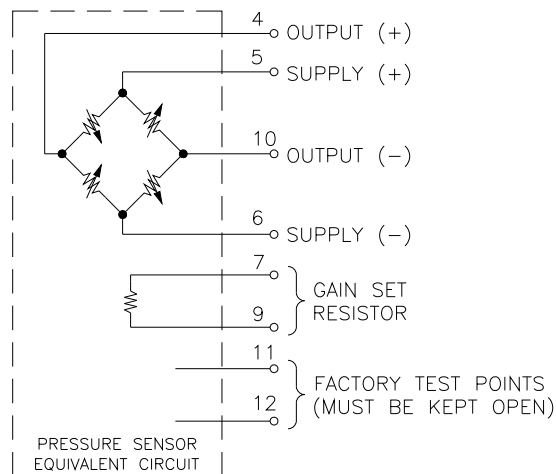 4
OUTPUT (+)
5
SUPPLY (+)
10
OUTPUT (−)
6
SUPPLY (−)
7
GAIN SET
RESISTOR
9
11
FACTORY TEST POINTS
(MUST BE KEPT OPEN)
12
PRESSURE SENSOR
EQUIVALENT CIRCUIT